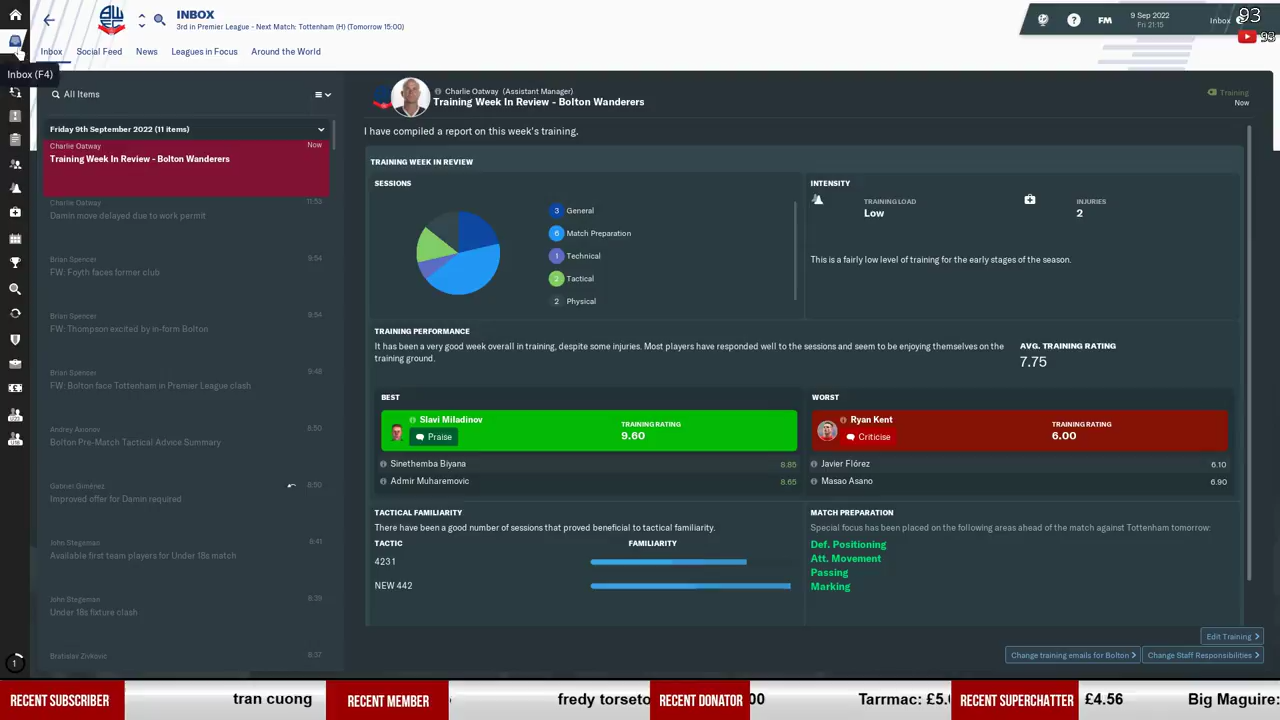 INBOX
3rd in Premier League - Next Match: Tottenham (H) (Tomorrow 15:00)
FM
9 Sep 2022
Fri 21:15
Inbox
93
Inbox
Social Feed
News
Leagues in Focus
Around the World
Inbox (F4)
All Items
Friday 9th September 2022 (11 items)
Charlie Oatway
Now
Training Week In Review - Bolton Wanderers
Charlie Oatway
11:53
Damin move delayed due to work permit
Brian Spencer
9:54
FW: Foyth faces former club
Brian Spencer
9:54
FW: Thompson excited by in-form Bolton
Brian Spencer
9:48
FW: Bolton face Tottenham in Premier League clash
Andrey Axonov
8:50
Bolton Pre-Match Tactical Advice Summary
Gabriel Giménez
8:50
Improved offer for Damin required
John Stegeman
8:41
Available first team players for Under 18s match
John Stegeman
8:39
Under 18s fixture clash
Bratislav Zivkovic
8:37
Charlie Oatway (Assistant Manager)
Training Week In Review - Bolton Wanderers
Training
Now
I have compiled a report on this week's training.
TRAINING WEEK IN REVIEW
SESSIONS
3 General
6 Match Preparation
1 Technical
2 Tactical
2 Physical
INTENSITY
TRAINING LOAD
Low
INJURIES
2
This is a fairly low level of training for the early stages of the season.
TRAINING PERFORMANCE
It has been a very good week overall in training, despite some injuries. Most players have responded well to the sessions and seem to be enjoying themselves on the
training ground.
AVG. TRAINING RATING
7.75
BEST
Slavi Miladinov
Praise
TRAINING RATING
9.60
Sinethemba Biyana
8.85
Admir Muharemovic
8.65
WORST
Ryan Kent
Criticise
TRAINING RATING
6.00
Javier Flórez
6.10
Masao Asano
6.90
TACTICAL FAMILIARITY
There have been a good number of sessions that proved beneficial to tactical familiarity.
TACTIC
FAMILIARITY
4231
NEW 442
MATCH PREPARATION
Special focus has been placed on the following areas ahead of the match against Tottenham tomorrow:
Def. Positioning
Att. Movement
Passing
Marking
Edit Training
Change training emails for Bolton
Change Staff Responsibilities
1
RECENT SUBSCRIBER
tran cuong
RECENT MEMBER
fredy torseto
RECENT DONATOR
00
Tarrmac: £5.
RECENT SUPERCHATTER
£4.56
Big Maguire: